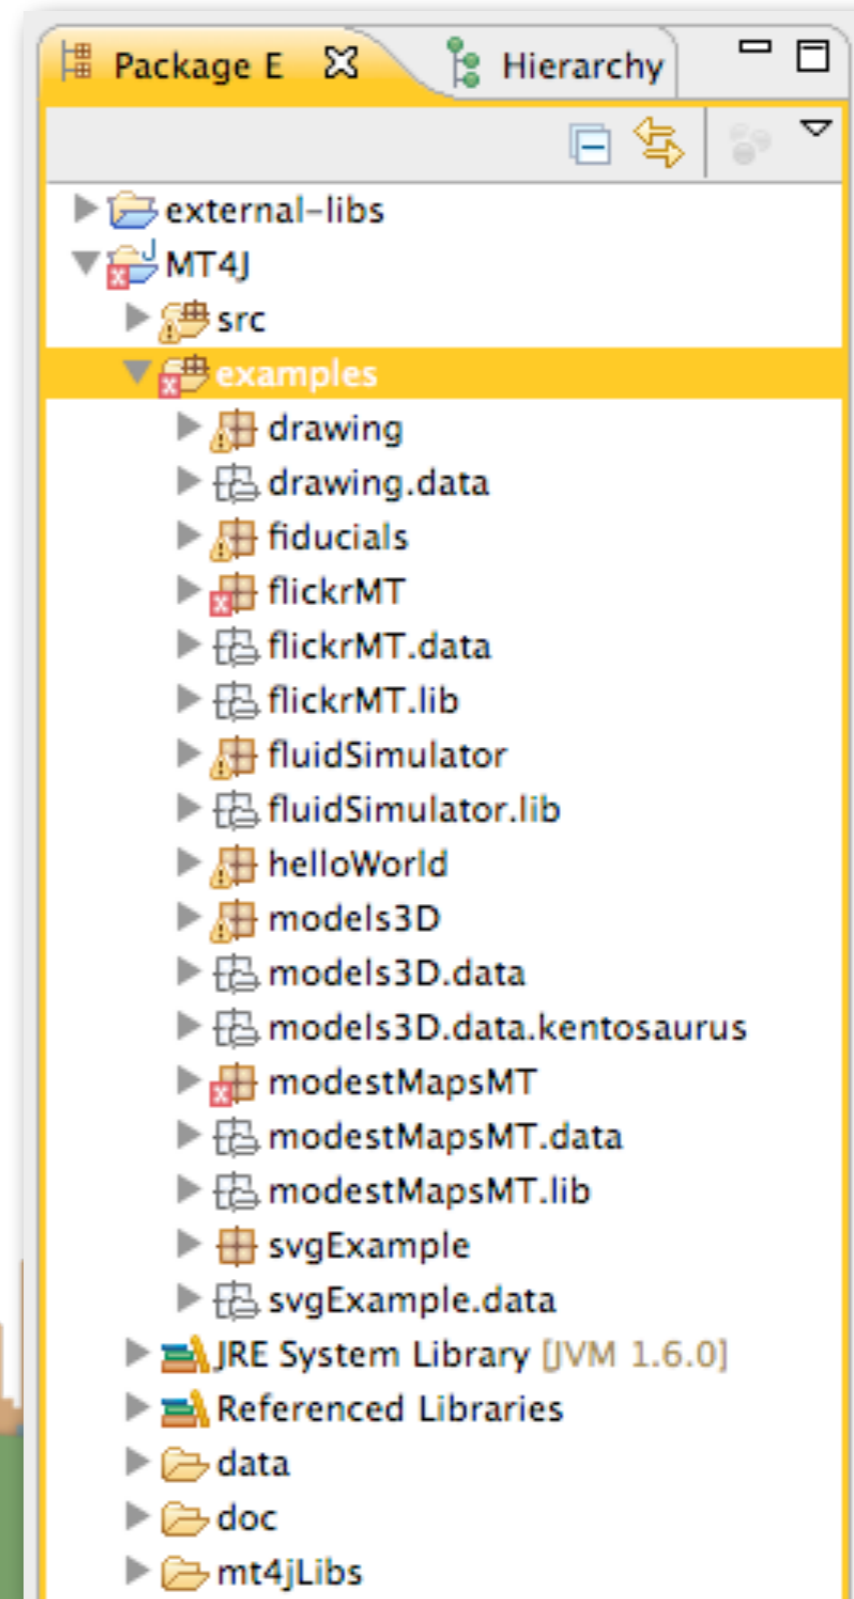 Package E Hierarchy
external-libs
MT4J
src
examples
drawing
drawing.data
fiducials
flickrMT
flickrMT.data
flickrMT.lib
fluidSimulator
fluidSimulator.lib
helloWorld
models3D
models3D.data
models3D.data.kentosaurus
modestMapsMT
modestMapsMT.data
modestMapsMT.lib
svgExample
svgExample.data
JRE System Library [JVM 1.6.0]
Referenced Libraries
data
doc
mt4jLibs